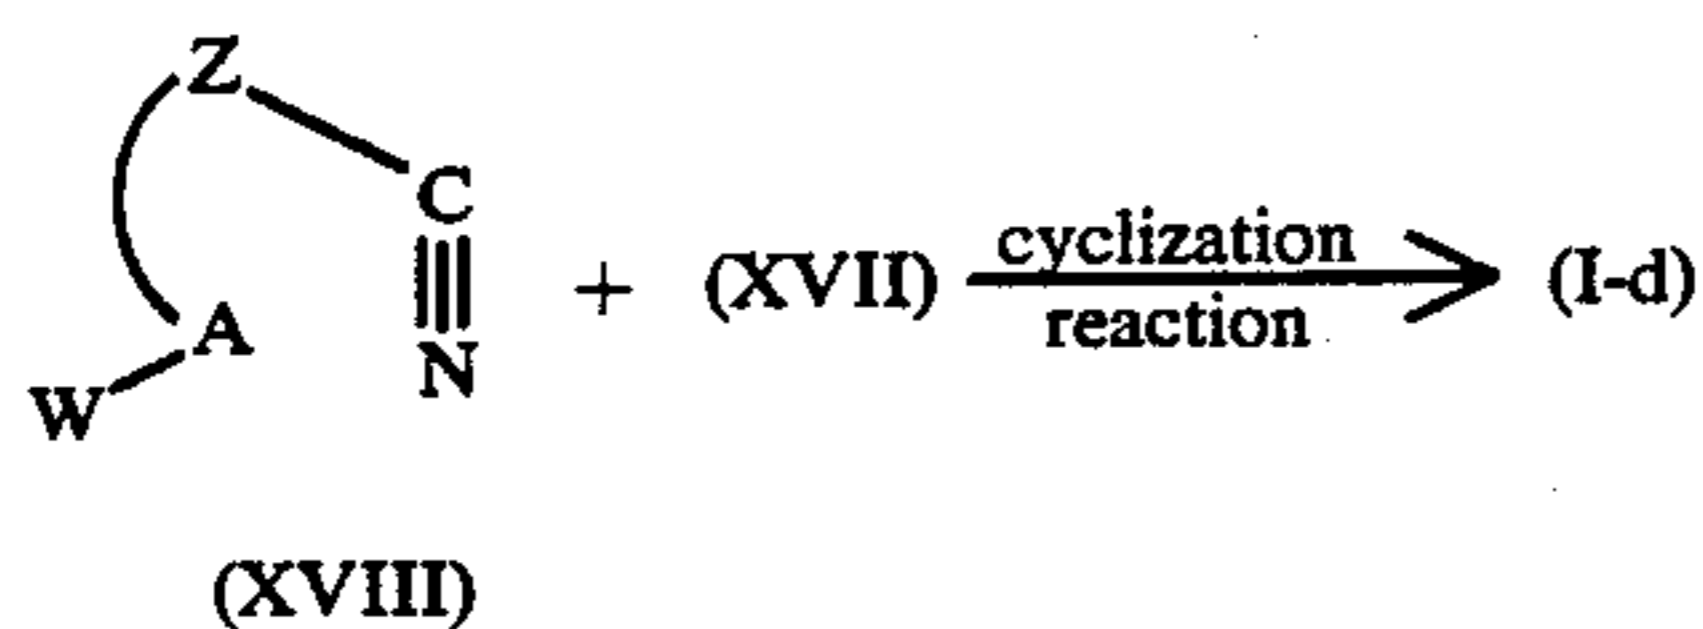 Z
C
≡
N
A
W
+ (XVII) cyclization reaction (I-d)
(XVIII)